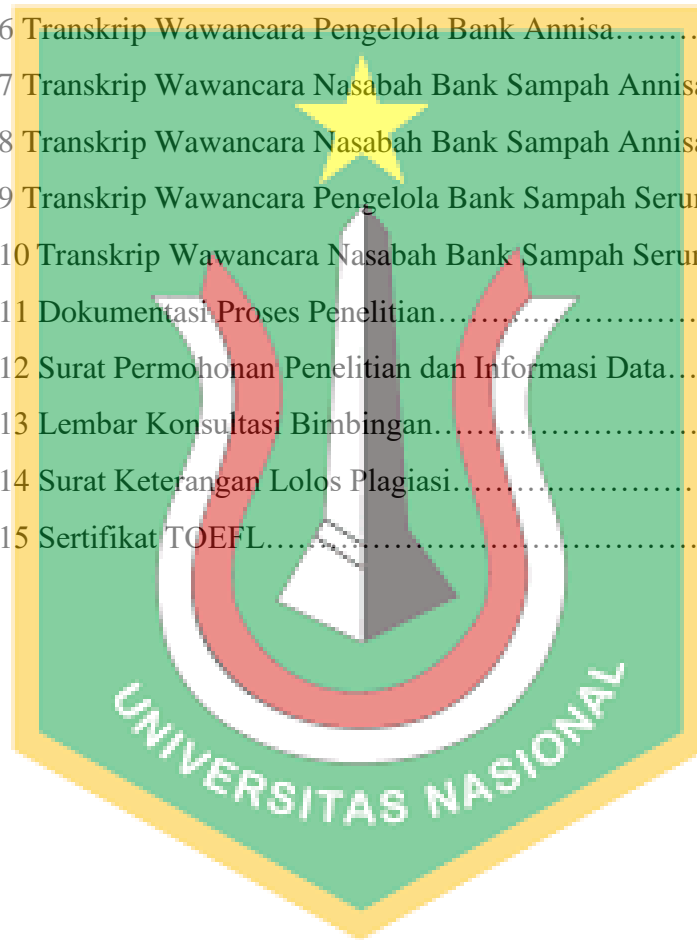 6 Transkrip Wawancara Pengelola Bank Annisa………
7 Transkrip Wawancara Nasabah Bank Sampah Annisa
8 Transkrip Wawancara Nasabah Bank Sampah Annisa
9 Transkrip Wawancara Pengelola Bank Sampah Serun
10 Transkrip Wawancara Nasabah Bank Sampah Serun
11 Dokumentasi Proses Penelitian…………………………
12 Surat Permohonan Penelitian dan Informasi Data…
13 Lembar Konsultasi Bimbingan…………………………
14 Surat Keterangan Lolos Plagiasi………………………
15 Sertifikat TOEFL…………………………………………
UNIVERSITAS NASIONAL